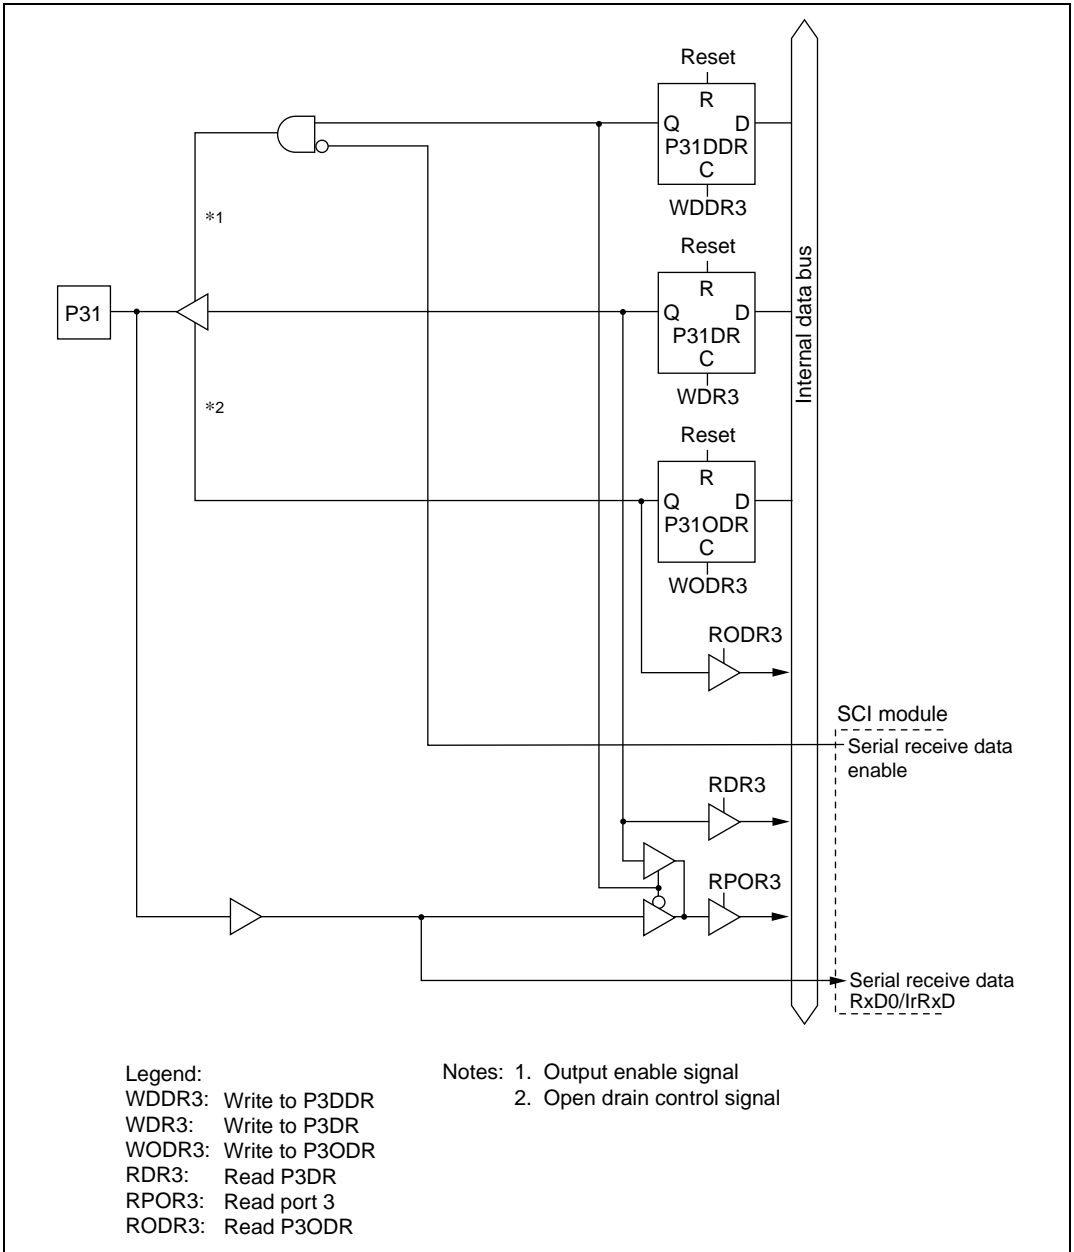 Reset
R
Q D
P31DDR
C
WDDR3
*1
Reset
R
Q D
P31DR
C
WDR3
P31
Internal data bus
*2
Reset
R
Q D
P31ODR
C
WODR3
RODR3
SCI module
Serial receive data
enable
RDR3
RPOR3
Serial receive data
RxD0/IrRxD
Legend:
WDDR3: Write to P3DDR
WDR3: Write to P3DR
WODR3: Write to P3ODR
RDR3: Read P3DR
RPOR3: Read port 3
RODR3: Read P3ODR
Notes: 1. Output enable signal
2. Open drain control signal